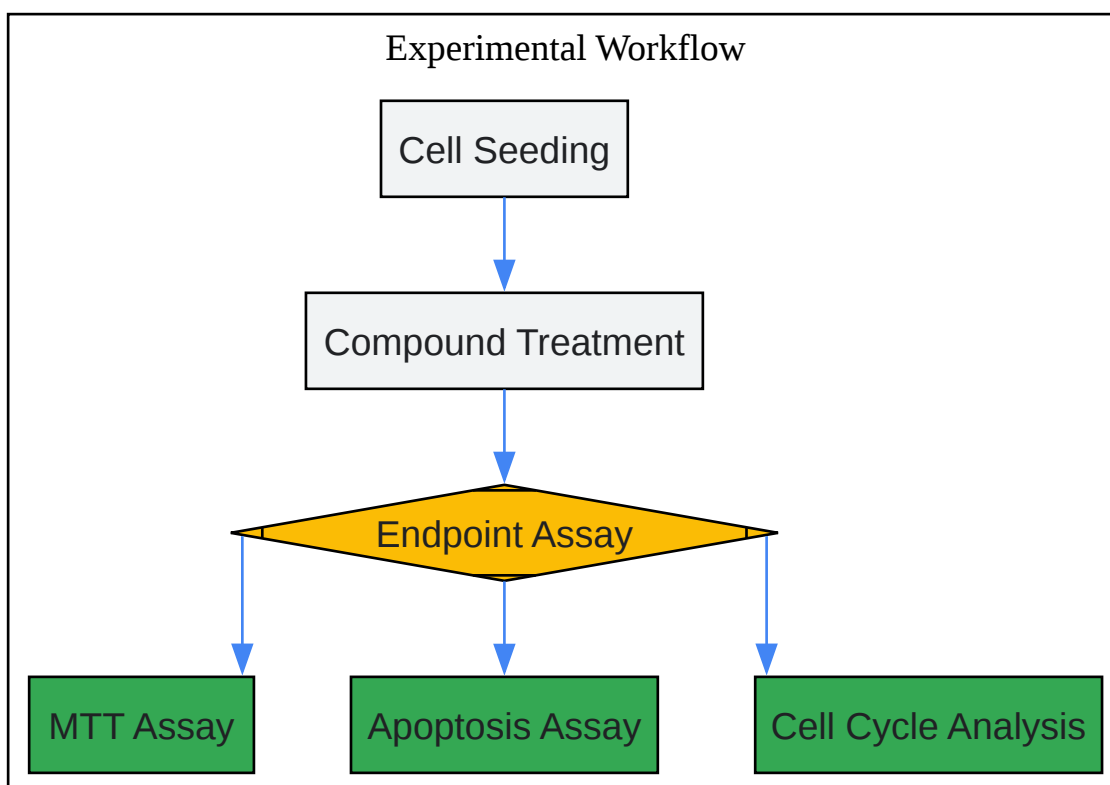 Experimental Workflow
Cell Seeding
Compound Treatment
Endpoint Assay
MTT Assay
Apoptosis Assay
Cell Cycle Analysis